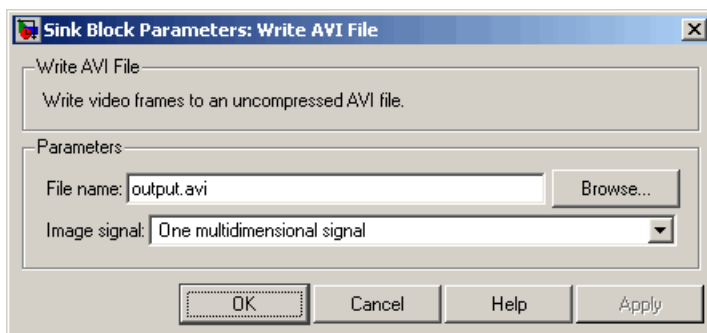 Sink Block Parameters: Write AVI File
Write AVI File
Write video frames to an uncompressed AVI file.
Parameters
File name: output.avi Browse...
Image signal: One multidimensional signal
OK Cancel Help Apply